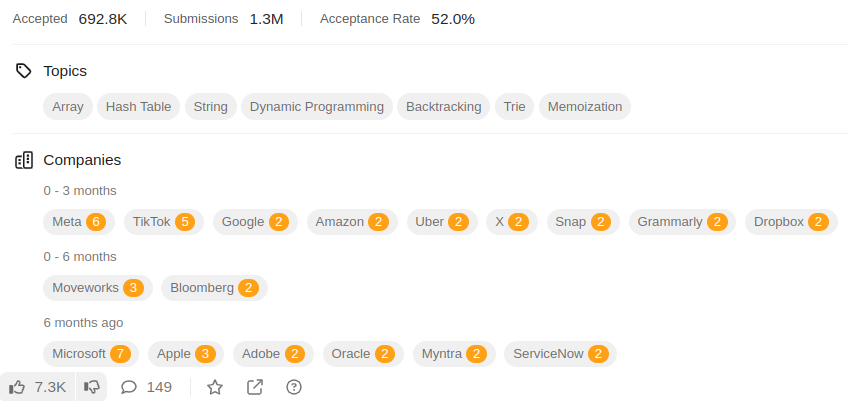 Accepted 692.8K Submissions 1.3M Acceptance Rate 52.0%
Topics
Array Hash Table String Dynamic Programming Backtracking Trie Memoization
Companies
0 - 3 months
Meta 6 TikTok 5 Google 2 Amazon 2 Uber 2 X 2 Snap 2 Grammarly 2 Dropbox 2
0 - 6 months
Moveworks 3 Bloomberg 2
6 months ago
Microsoft 7 Apple 3 Adobe 2 Oracle 2 Myntra 2 ServiceNow 2
7.3K 149